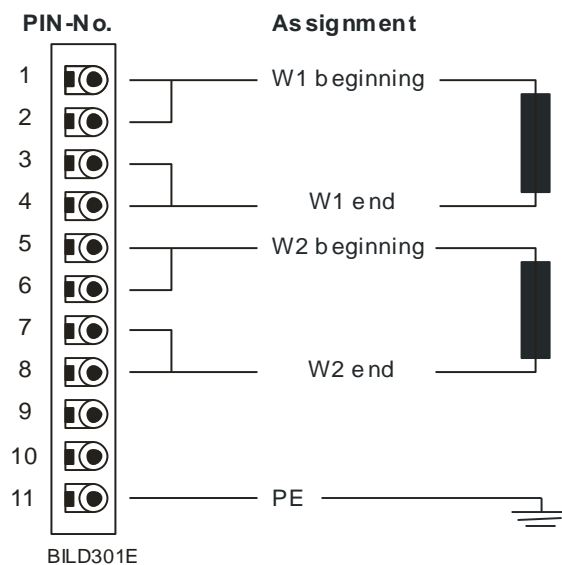 PIN-No. Assignment
1 W1 beginning
2
3
4 W1 end
5 W2 beginning
6
7
8 W2 end
9
10
11 PE
BILD301E